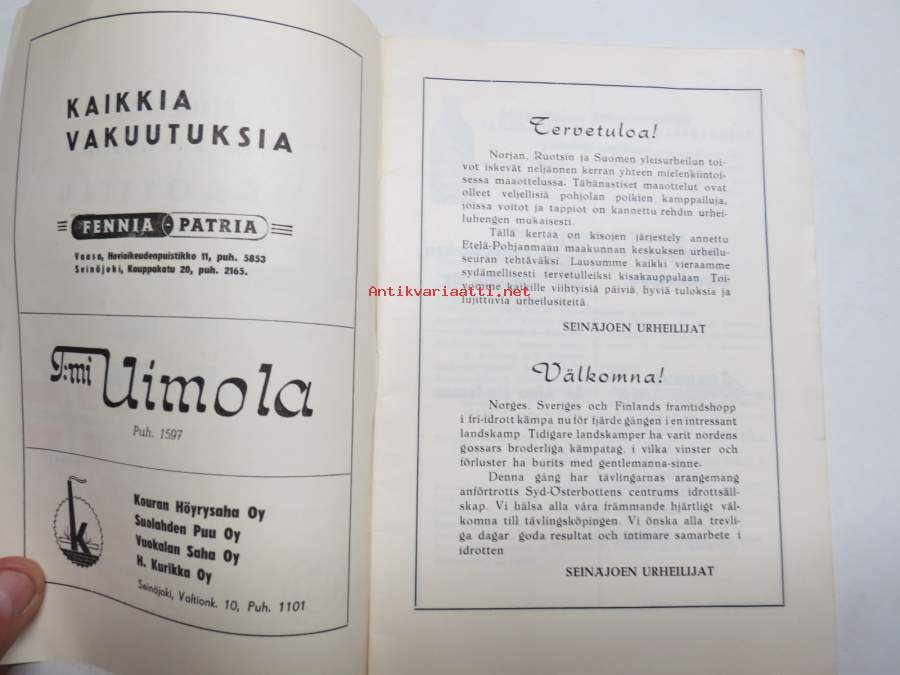 KAIKKIA
VAKUUTUKSIA
FENNIA PATRIA
Vaasa, Hovioikeudenpuistikko 11, puh. 5853
Seinäjoki, Kauppakatu 20, puh. 2165.
T:mi Uimola
Puh. 1597
k
Kouran Höyrysaha Oy
Suolahden Puu Oy
Vuokalan Saha Oy
H. Kurikka Oy
Seinäjoki, Valtionk. 10, Puh. 1101
Tervetuloa!
Norjan, Ruotsin ja Suomen yleisurheilun toi-
vot iskevät neljännen kerran yhteen mielenkiintoi-
sessa maaottelussa. Tähänastiset maaottelut ovat
olleet veljellisiä pohjolan poikien kamppailuja,
joissa voitot ja tappiot on kannettu rehdin urhei-
luhengen mukaisesti.
Tällä kertaa on kisojen järjestely annettu
Etelä-Pohjanmaan maakunnan keskuksen urheilu-
seuran tehtäväksi. Lausumme kaikki vieraamme
sydämellisesti tervetulleiksi kisakauppalaan. Toi-
vomme kaikille viihtyisiä päiviä, hyviä tuloksia ja
lujittuvia urheilusiteitä.
SEINÄJOEN URHEILIJAT
Antikvariaatti.net
Välkomna!
Norges, Sveriges och Finlands framtidshopp
i fri-idrott kämpa nu för fjärde gången i en intressant
landskamp. Tidigare landskamper ha varit nordens
gossars broderliga kämpatag, i vilka vinster och
förluster ha burits med gentlemanna-sinne.
Denna gång har tävlingarnas arangemang
anförtrotts Syd-Österbottens centrums idrottsäll-
skap. Vi hälsa alla våra främmande hjärtligt väl-
komna till tävlingsköpingen. Vi önska alla trevli-
ga dagar goda resultat och intimare samarbete i
idrotten
SEINÄJOEN URHEILIJAT